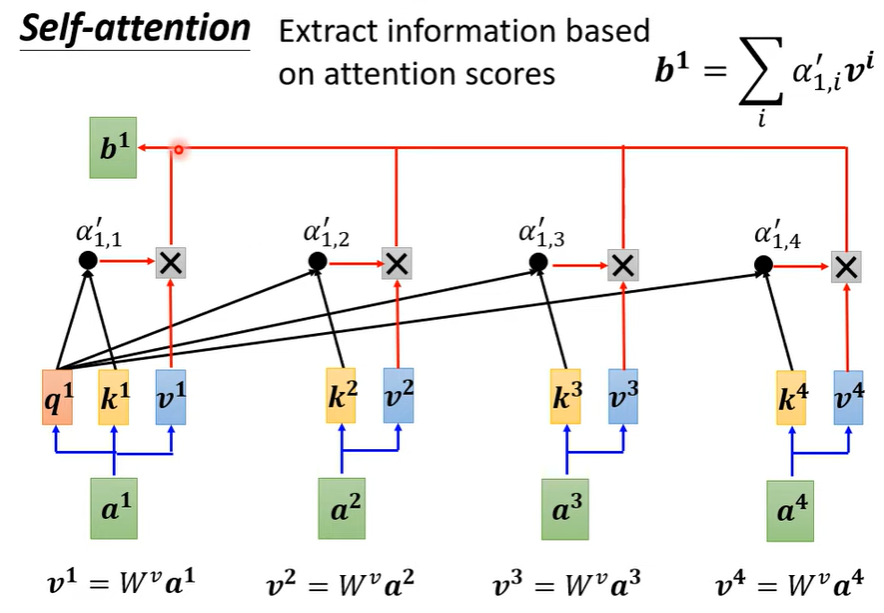 Self-attention
Extract information based
on attention scores
b¹ = ∑ᵢ α′₁,ᵢvⁱ
b¹
α′₁,₁ α′₁,₂ α′₁,₃ α′₁,₄
q¹ k¹ v¹ k² v² k³ v³ k⁴ v⁴
a¹ a² a³ a⁴
v¹ = Wᵛa¹ v² = Wᵛa² v³ = Wᵛa³ v⁴ = Wᵛa⁴